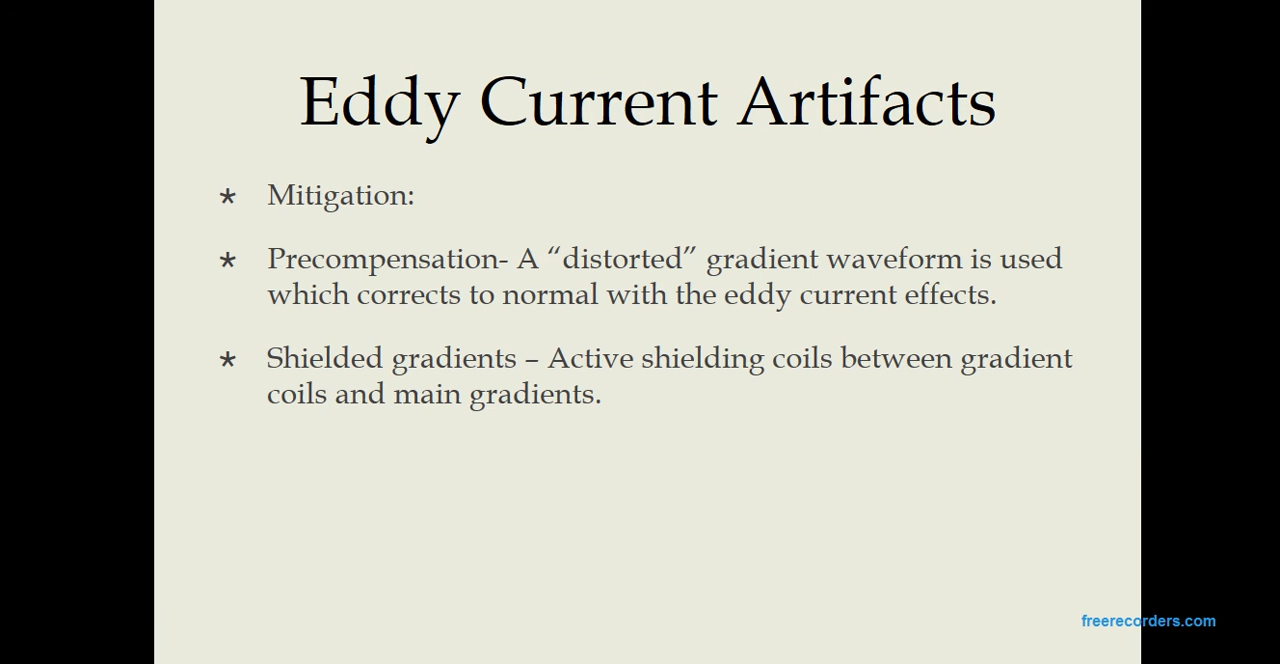 Eddy Current Artifacts
* Mitigation:
* Precompensation- A “distorted” gradient waveform is used
which corrects to normal with the eddy current effects.
* Shielded gradients – Active shielding coils between gradient
coils and main gradients.
freerecorders.com